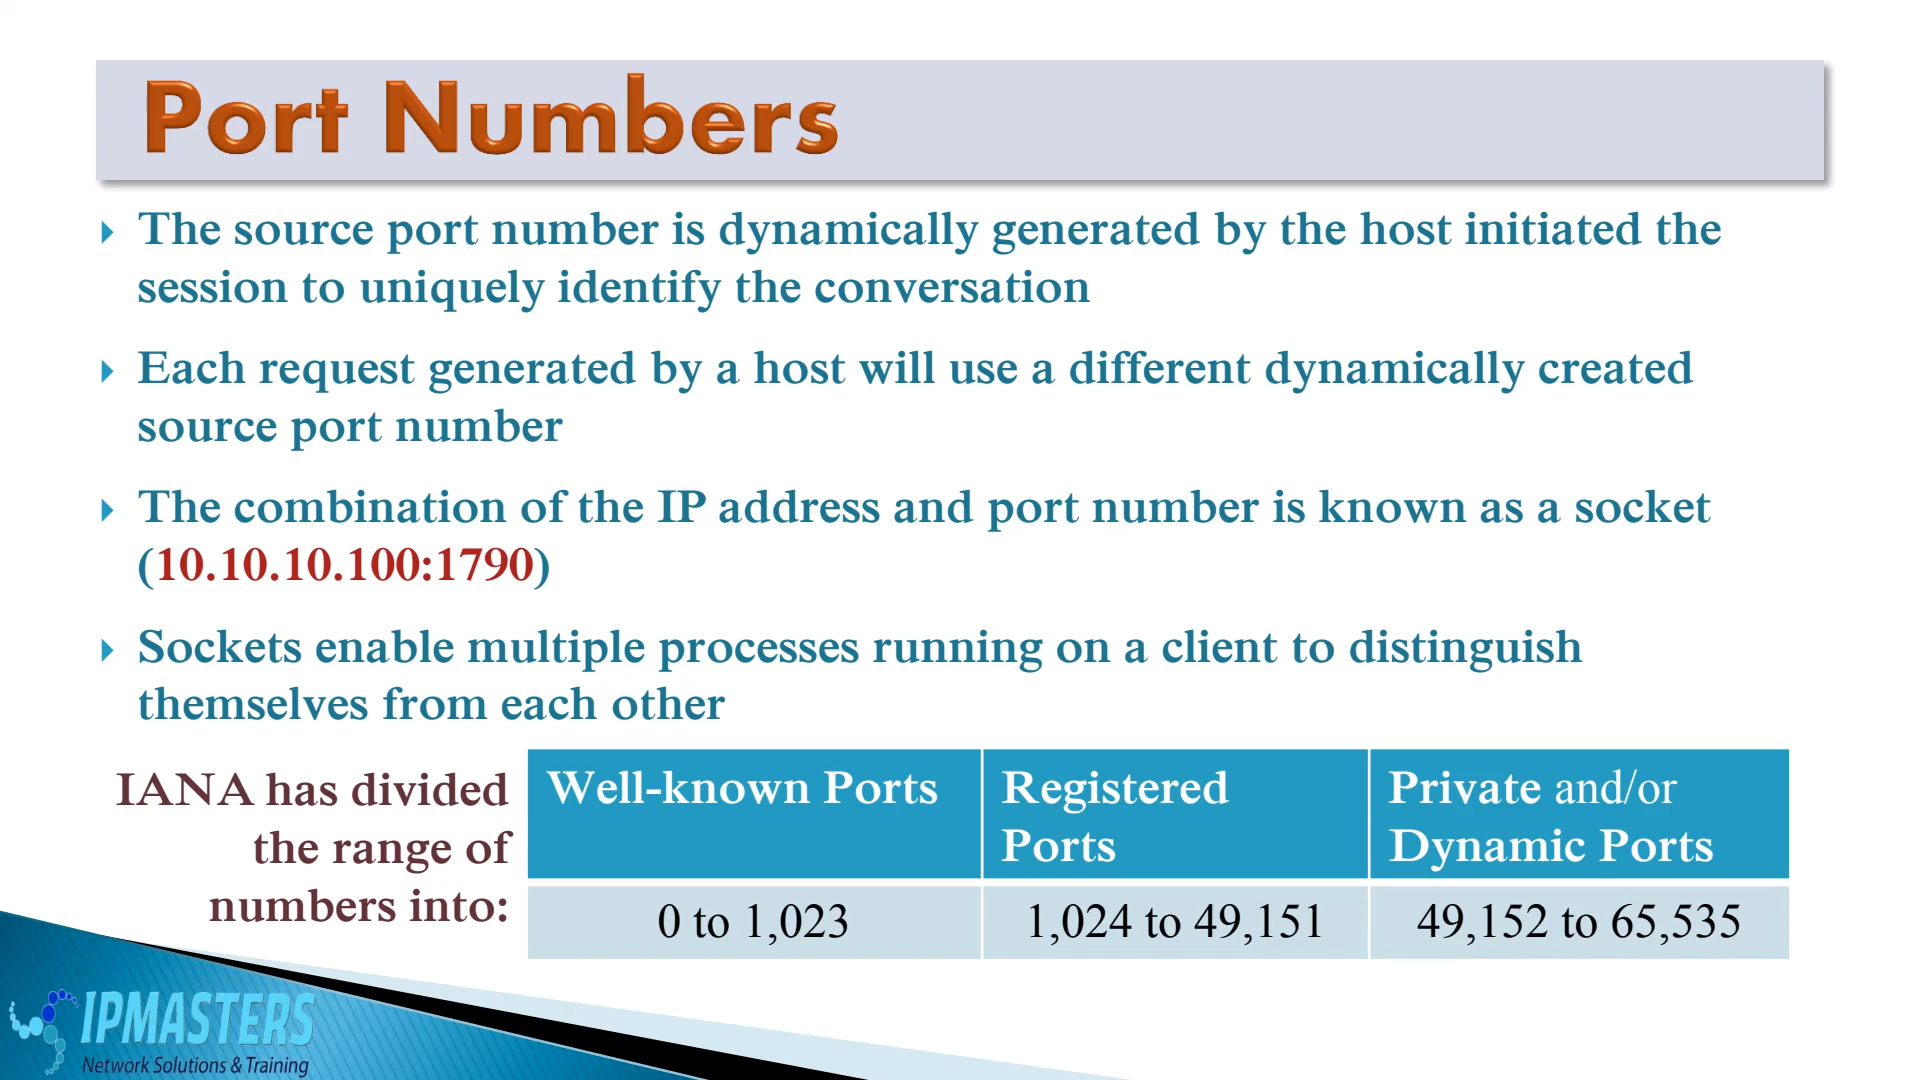 Port Numbers
The source port number is dynamically generated by the host initiated the
session to uniquely identify the conversation
Each request generated by a host will use a different dynamically created
source port number
The combination of the IP address and port number is known as a socket
(10.10.10.100:1790)
Sockets enable multiple processes running on a client to distinguish
themselves from each other
IANA has divided
the range of
numbers into:
Well-known Ports
Registered
Ports
Private and/or
Dynamic Ports
0 to 1,023
1,024 to 49,151
49,152 to 65,535
IPMASTERS
Network Solutions & Training